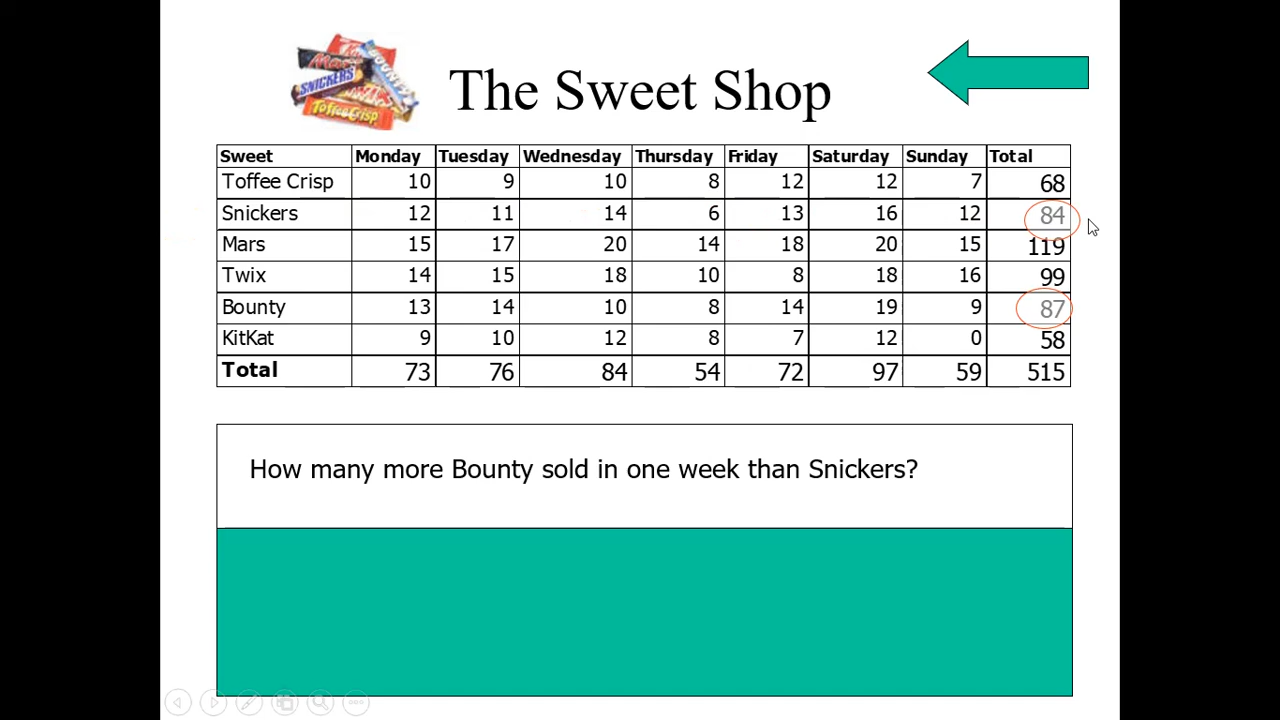 The Sweet Shop
SNICKERS
Toffee Crisp
Sweet Monday Tuesday Wednesday Thursday Friday Saturday Sunday Total
Toffee Crisp 10 9 10 8 12 12 7 68
Snickers 12 11 14 6 13 16 12 84
Mars 15 17 20 14 18 20 15 119
Twix 14 15 18 10 8 18 16 99
Bounty 13 14 10 8 14 19 9 87
KitKat 9 10 12 8 7 12 0 58
Total 73 76 84 54 72 97 59 515
How many more Bounty sold in one week than Snickers?